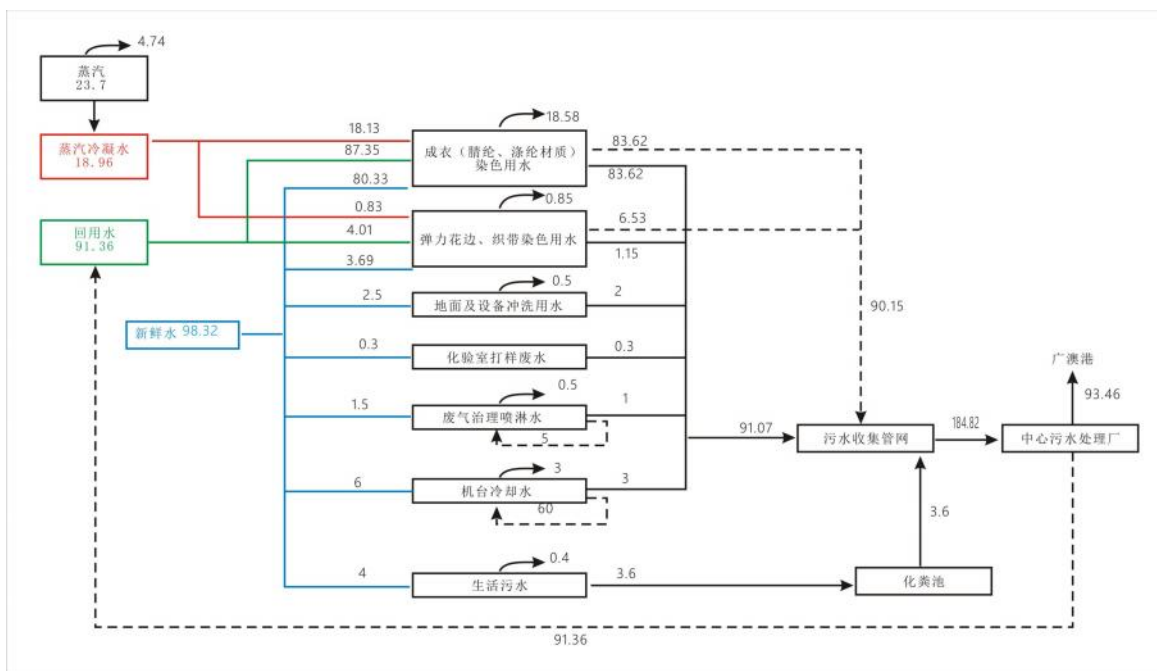 4.74
蒸汽
23.7
蒸汽冷凝水
18.96
回用水
91.36
新鲜水 98.32
18.13
87.35
80.33
成衣（腈纶、涤纶材质）
染色用水
18.58
83.62
83.62
0.83
4.01
3.69
弹力花边、织带染色用水
0.85
6.53
1.15
2.5
地面及设备冲洗用水
0.5
2
0.3
化验室打样废水
0.3
1.5
废气治理喷淋水
0.5
1
5
6
机台冷却水
3
3
60
4
生活污水
0.4
3.6
化粪池
3.6
90.15
91.07
污水收集管网
184.82
中心污水处理厂
93.46
广澳港
91.36